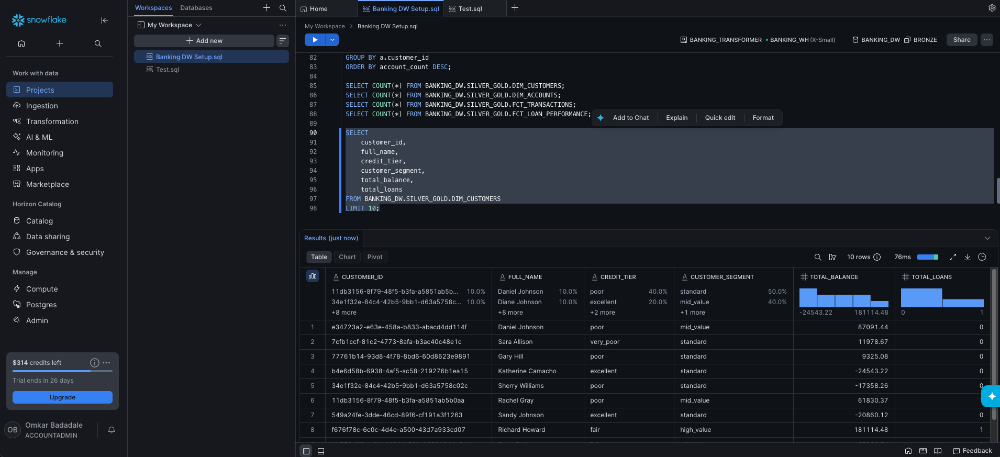 snowflake
Work with data
Projects
Ingestion
Transformation
AI & ML
Monitoring
Apps
Marketplace
Horizon Catalog
Catalog
Data sharing
Governance & security
Manage
Compute
Postgres
Admin
$314 credits left
Trial ends in 26 days
Upgrade
OB
Omkar Badadale
ACCOUNTADMIN
Workspaces Databases
My Workspace
Add new
Banking DW Setup.sql
Test.sql
Home Banking DW Setup.sql Test.sql
My Workspace > Banking DW Setup.sql
BANKING_TRANSFORMER BANKING_WH (X-Small) BANKING_DW BRONZE Share
82 GROUP BY a.customer_id
83 ORDER BY account_count DESC;
84
85 SELECT COUNT(*) FROM BANKING_DW.SILVER_GOLD.DIM_CUSTOMERS;
86 SELECT COUNT(*) FROM BANKING_DW.SILVER_GOLD.DIM_ACCOUNTS;
87 SELECT COUNT(*) FROM BANKING_DW.SILVER_GOLD.FCT_TRANSACTIONS;
88 SELECT COUNT(*) FROM BANKING_DW.SILVER_GOLD.FCT_LOAN_PERFORMANCE;
Add to Chat Explain Quick edit Format
89
90 SELECT
91 customer_id,
92 full_name,
93 credit_tier,
94 customer_segment,
95 total_balance,
96 total_loans
97 FROM BANKING_DW.SILVER_GOLD.DIM_CUSTOMERS
98 LIMIT 10;
Results (just now)
Table Chart Pivot 10 rows 76ms
CUSTOMER_ID FULL_NAME CREDIT_TIER CUSTOMER_SEGMENT TOTAL_BALANCE TOTAL_LOANS
11db3156-8f79-48f5-b3fa-a5851ab5b... 10.0% Daniel Johnson 10.0% poor 40.0% standard 50.0%
34e1f32e-84c4-42b5-9bb1-d63a5758c... 10.0% Diane Johnson 10.0% excellent 20.0% mid_value 40.0%
+8 more +8 more +2 more +1 more -24543.22 181114.48 0 1
1 e34723a2-e63e-458a-b833-abacd4dd114f Daniel Johnson poor mid_value 87091.44 0
2 7cfb1ccf-81c2-4773-8afa-b3ac40c48e1c Sara Allison very_poor standard 11978.67 0
3 77761b14-93d8-4f78-8bd6-60d8623e9891 Gary Hill poor standard 9325.08 0
4 b4e6d58b-6938-4af5-ac58-219276b1ea15 Katherine Camacho excellent standard -24543.22 0
5 34e1f32e-84c4-42b5-9bb1-d63a5758c02c Sherry Williams poor standard -17358.26 0
6 11db3156-8f79-48f5-b3fa-a5851ab5b0aa Rachel Gray poor mid_value 61830.37
7 549a24fe-3dde-46cd-89f6-cf191a3f1263 Sandy Johnson excellent standard -20860.12 0
8 f676f78c-6c0c-4d4e-a500-43d7a933cd07 Richard Howard fair high_value 181114.48 1
Feedback